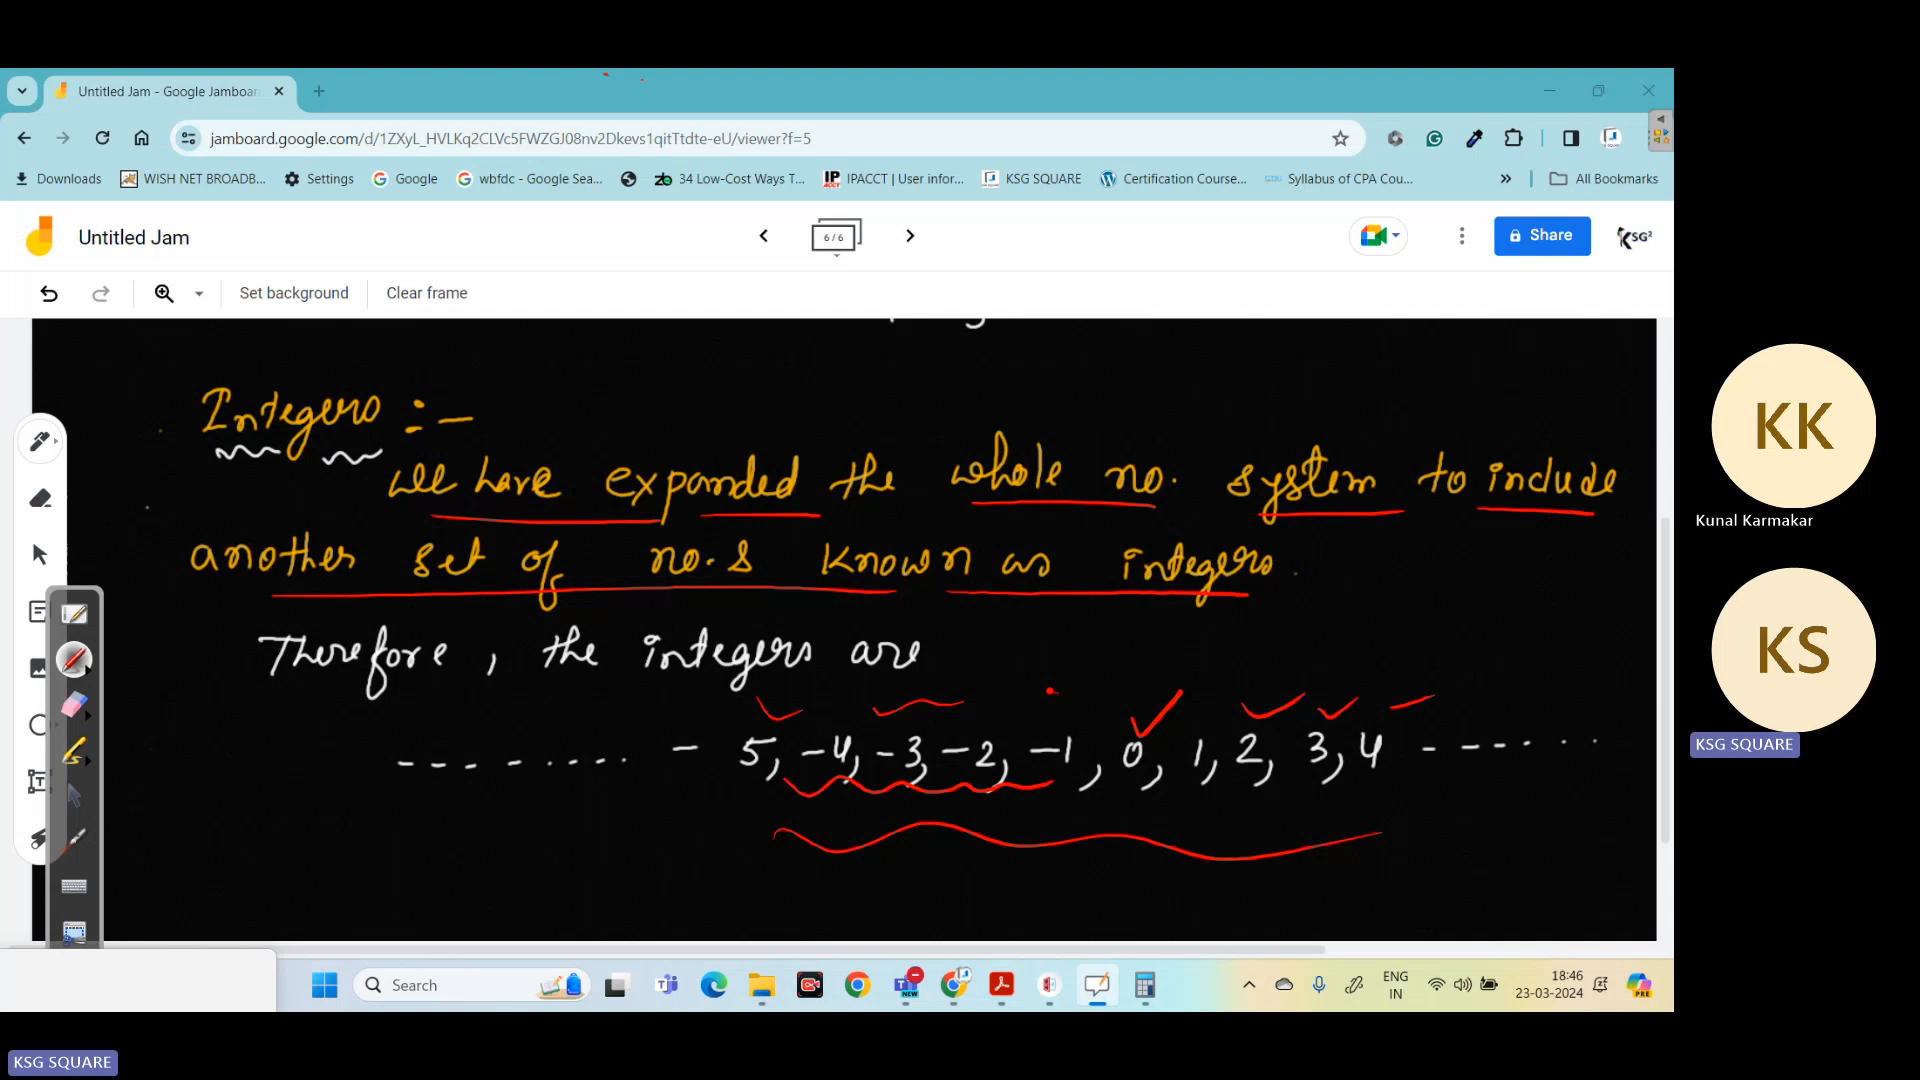 Untitled Jam - Google Jamboar
jamboard.google.com/d/1ZXyL_HVLKq2CLVc5FWZGJ08nv2Dkevs1qitTtdte-eU/viewer?f=5
Downloads WISH NET BROADB... Settings Google wbfdc - Google Sea... 34 Low-Cost Ways T... IPACCT | User infor... KSG SQUARE Certification Course... Syllabus of CPA Cou... » All Bookmarks
Untitled Jam 6 / 6 Share KSG²
Set background Clear frame
Integers :-
We have expanded the whole no. system to include
another set of no.s known as integers.
Therefore, the integers are
-------.... - 5, -4, -3, -2, -1, 0, 1, 2, 3, 4 ------...
KK
Kunal Karmakar
KS
KSG SQUARE
Search NEW ENG IN 18:46 23-03-2024 PRE
KSG SQUARE